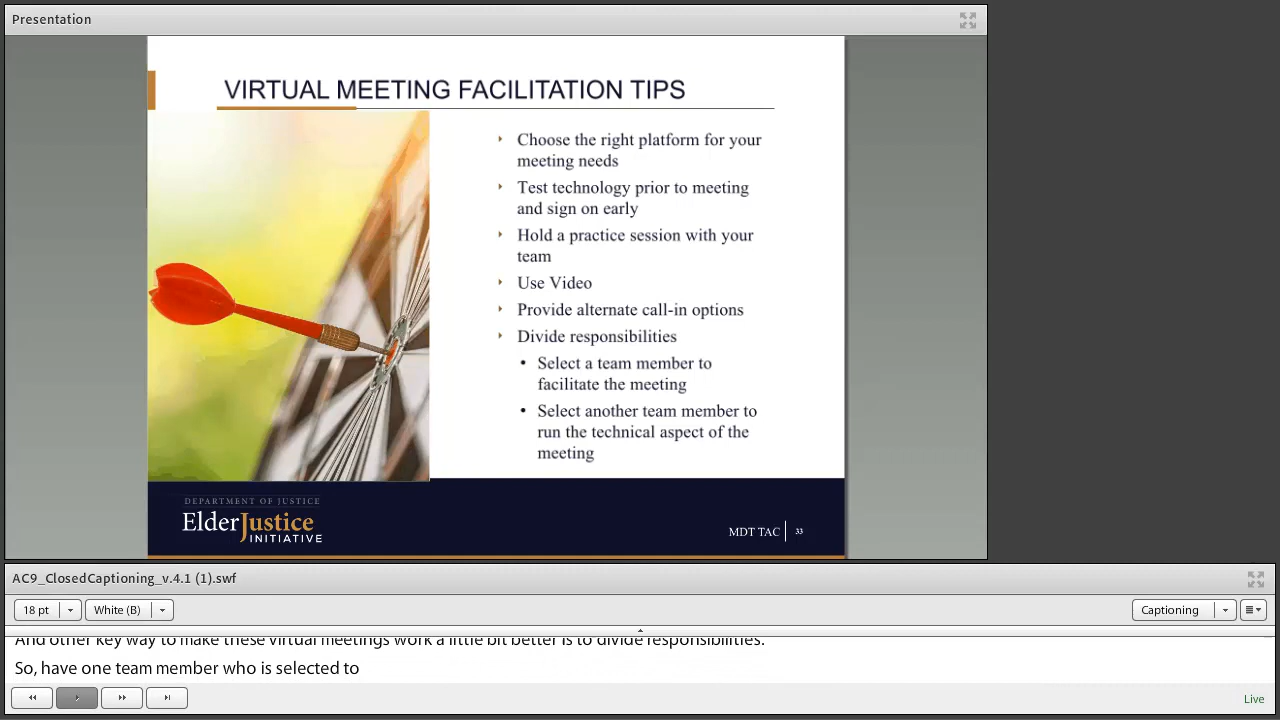 Presentation
VIRTUAL MEETING FACILITATION TIPS
Choose the right platform for your
meeting needs
Test technology prior to meeting
and sign on early
Hold a practice session with your
team
Use Video
Provide alternate call-in options
Divide responsibilities
• Select a team member to
facilitate the meeting
• Select another team member to
run the technical aspect of the
meeting
DEPARTMENT OF JUSTICE
ElderJustice
INITIATIVE
MDT TAC 33
AC9_ClosedCaptioning_v.4.1 (1).swf
18 pt White (B) Captioning
And other key way to make these virtual meetings work a little bit better is to divide responsibilities.
So, have one team member who is selected to
Live